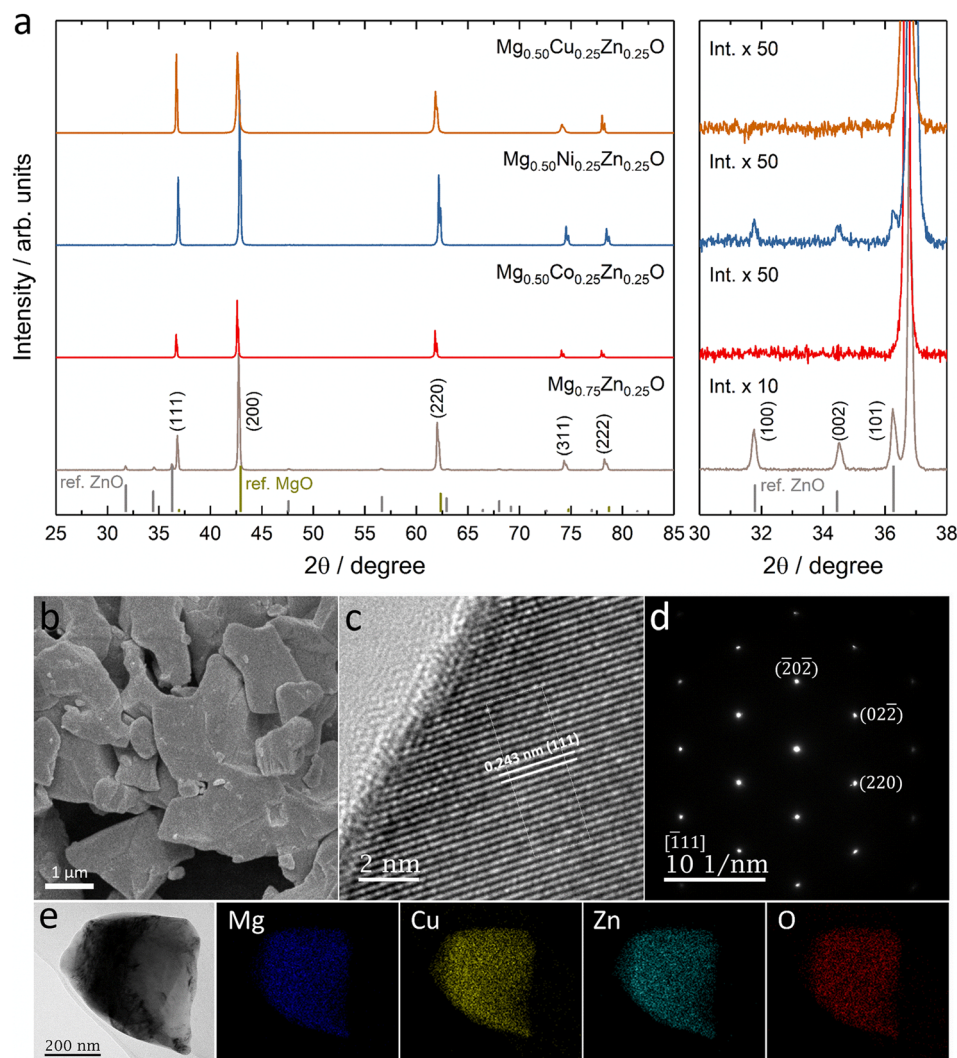 a
Intensity / arb. units
Mg₀.₅₀Cu₀.₂₅Zn₀.₂₅O
Mg₀.₅₀Ni₀.₂₅Zn₀.₂₅O
Mg₀.₅₀Co₀.₂₅Zn₀.₂₅O
Mg₀.₇₅Zn₀.₂₅O
(111)
(200)
(220)
(311)
(222)
ref. ZnO
ref. MgO
25 30 35 40 45 50 55 60 65 70 75 80 85
2θ / degree
Int. x 50
Int. x 50
Int. x 50
Int. x 10
(100)
(002)
(101)
ref. ZnO
30 32 34 36 38
2θ / degree
b
1 µm
c
0.243 nm (111)
2 nm
d
(2̅02̅)
(022̅)
(220)
[1̅11]
10 1/nm
e
200 nm
Mg
Cu
Zn
O